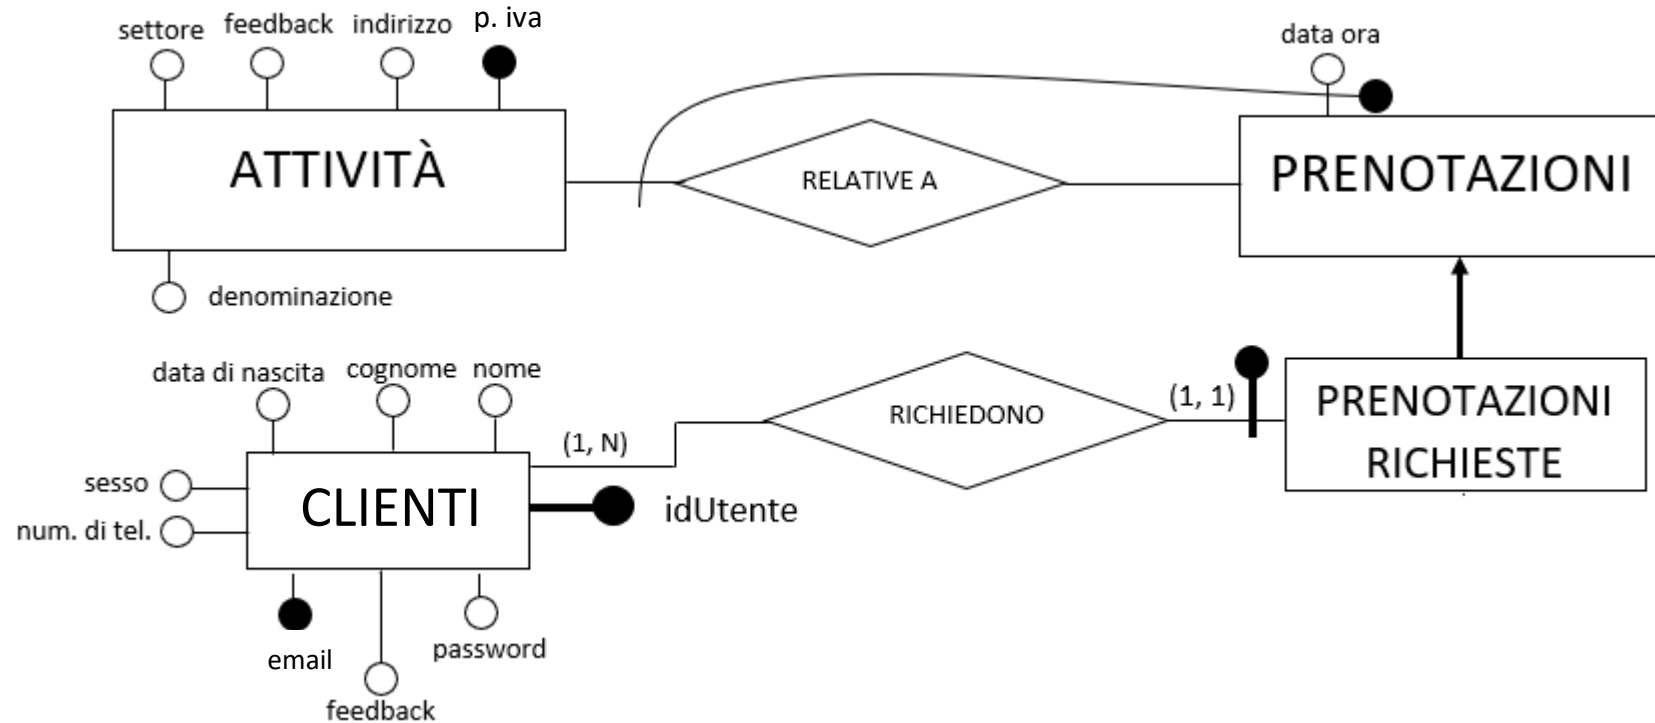 settore feedback indirizzo p. iva
data ora
ATTIVITÀ
RELATIVE A
PRENOTAZIONI
denominazione
data di nascita cognome nome
(1, N)
RICHIEDONO
(1, 1)
PRENOTAZIONI
RICHIESTE
sesso
num. di tel.
CLIENTI
idUtente
email
password
feedback